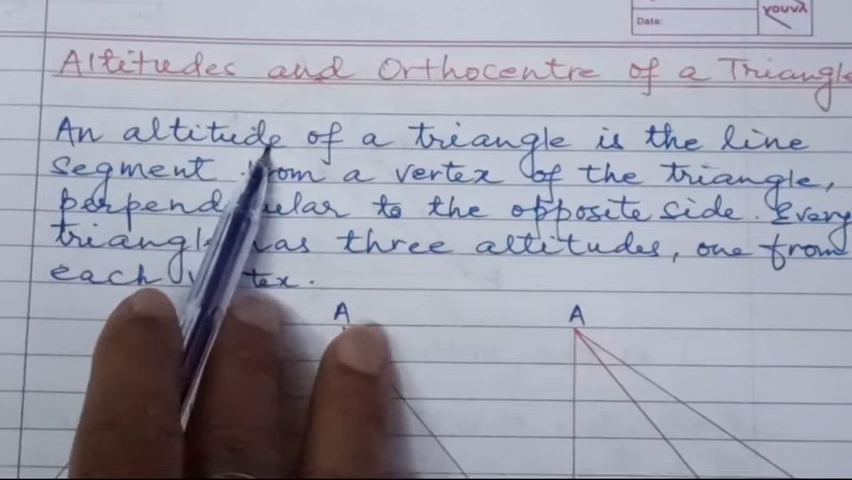 Date:
YOUVA
Altitudes and Orthocentre of a Triangle
An altitude of a triangle is the line
segment from a vertex of the triangle,
perpendicular to the opposite side. Every
triangle has three altitudes, one from
each vertex.
A A